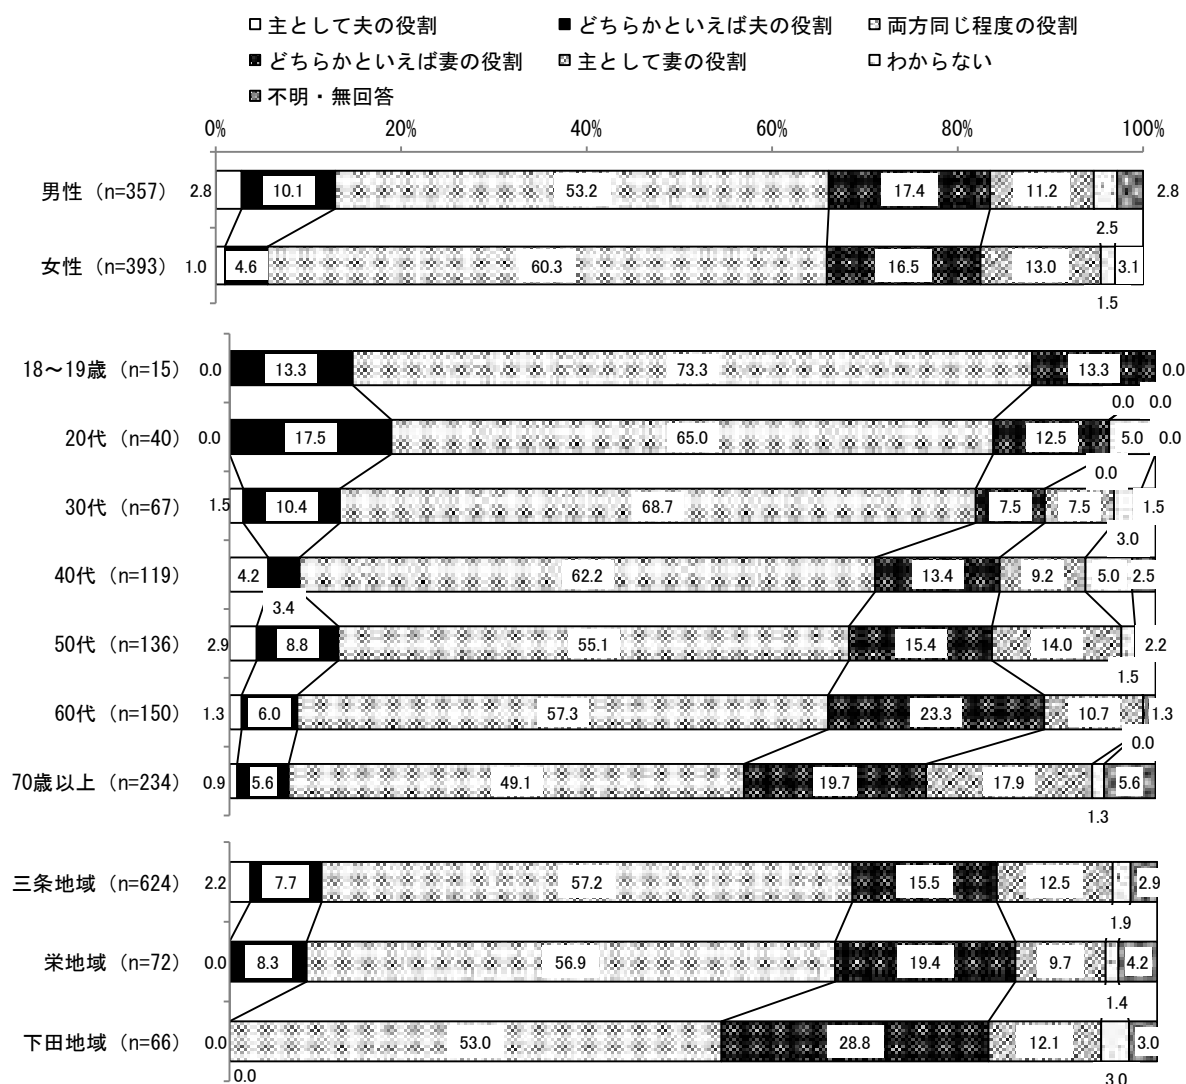 主として夫の役割 どちらかといえば夫の役割 両方同じ程度の役割
どちらかといえば妻の役割 主として妻の役割 わからない
不明・無回答
0% 20% 40% 60% 80% 100%
男性 (n=357) 2.8 10.1 53.2 17.4 11.2 2.8
2.5
女性 (n=393) 1.0 4.6 60.3 16.5 13.0 3.1
1.5
18～19歳 (n=15) 0.0 13.3 73.3 13.3 0.0
0.0 0.0
20代 (n=40) 0.0 17.5 65.0 12.5 5.0 0.0
0.0
30代 (n=67) 1.5 10.4 68.7 7.5 7.5 1.5
3.0
40代 (n=119) 4.2 62.2 13.4 9.2 5.0 2.5
3.4
50代 (n=136) 2.9 8.8 55.1 15.4 14.0 2.2
1.5
60代 (n=150) 1.3 6.0 57.3 23.3 10.7 1.3
0.0
70歳以上 (n=234) 0.9 5.6 49.1 19.7 17.9 5.6
1.3
三条地域 (n=624) 2.2 7.7 57.2 15.5 12.5 2.9
1.9
栄地域 (n=72) 0.0 8.3 56.9 19.4 9.7 4.2
1.4
下田地域 (n=66) 0.0 53.0 28.8 12.1 3.0
0.0 3.0